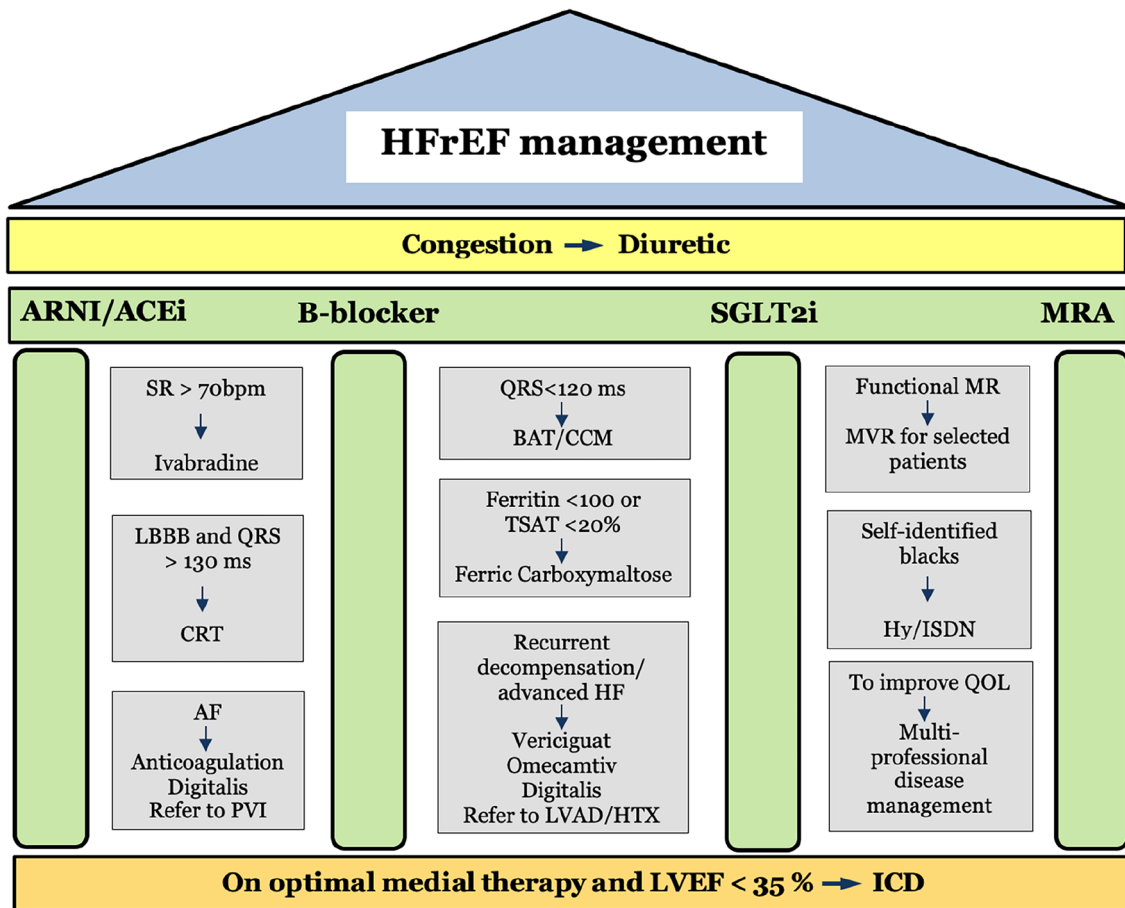 HFrEF management
Congestion → Diuretic
ARNI/ACEi
B-blocker
SGLT2i
MRA
SR > 70bpm
Ivabradine
LBBB and QRS
> 130 ms
CRT
AF
Anticoagulation
Digitalis
Refer to PVI
QRS<120 ms
BAT/CCM
Ferritin <100 or
TSAT <20%
Ferric Carboxymaltose
Recurrent
decompensation/
advanced HF
Vericiguat
Omecamtiv
Digitalis
Refer to LVAD/HTX
Functional MR
MVR for selected
patients
Self-identified
blacks
Hy/ISDN
To improve QOL
Multi-
professional
disease
management
On optimal medial therapy and LVEF < 35 % → ICD